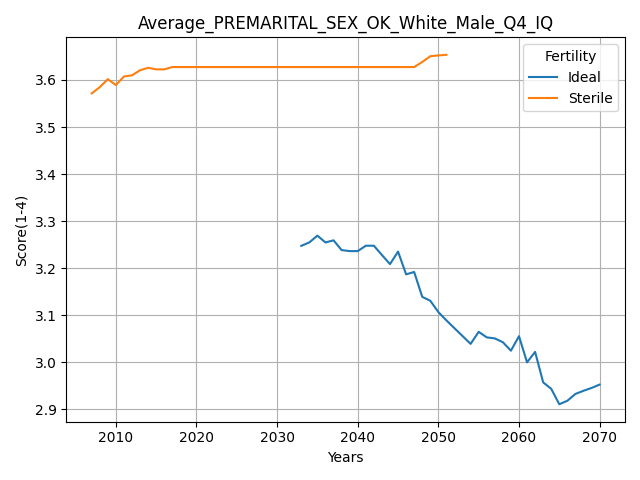 Average_PREMARITAL_SEX_OK_White_Male_Q4_IQ
Fertility
Ideal
Sterile
Score(1-4)
3.6
3.5
3.4
3.3
3.2
3.1
3.0
2.9
2010 2020 2030 2040 2050 2060 2070
Years